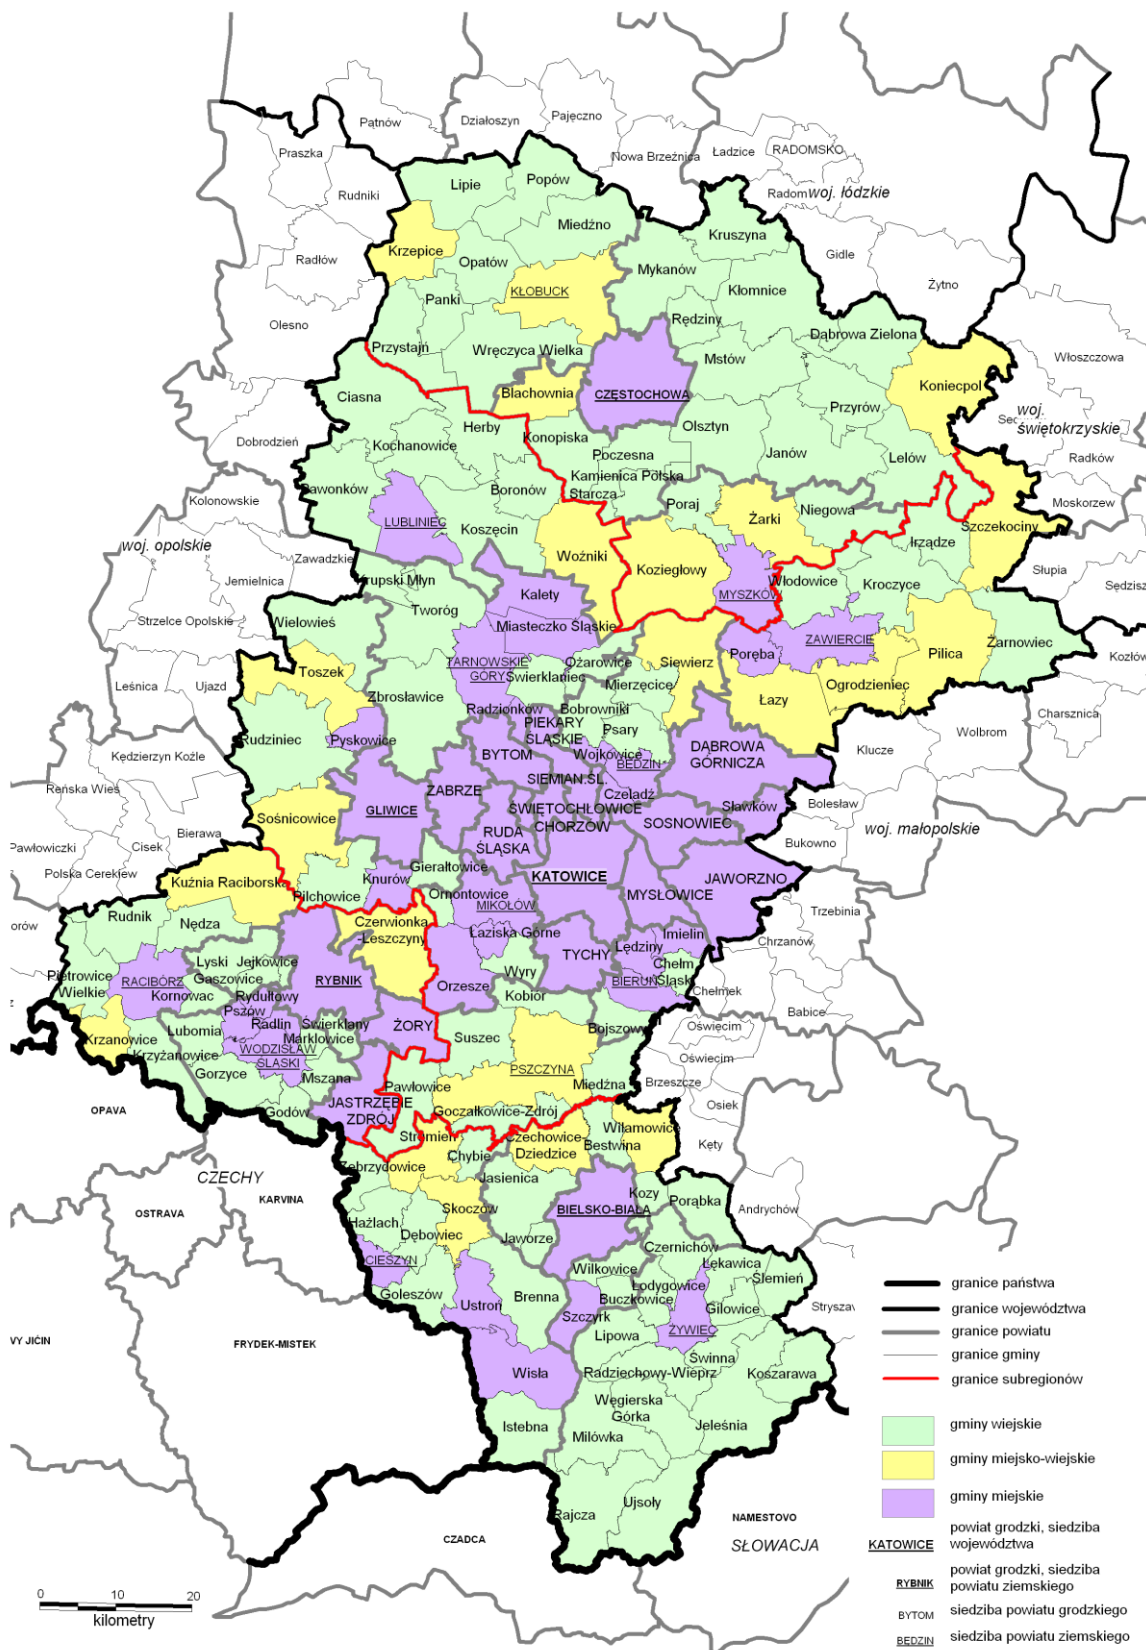 Pątnów
Działoszyn
Pajęczno
Praszka
Rudniki
Nowa Brzeźnica
Ładzice
RADOMSKO
Radom
woj. łódzkie
Lipie
Popów
Miedźno
Kruszyna
Gidle
Żytno
Radłów
Krzepice
Opatów
Mykanów
Kłomnice
Panki
KŁOBUCK
Olesno
Rędziny
Dąbrowa Zielona
Przystajń
Wręczyca Wielka
Mstów
Włoszczowa
Koniecpol
Ciasna
Blachownia
CZĘSTOCHOWA
Przyrów
woj.
świętokrzyskie
Dobrodzień
Herby
Kochanowice
Konopiska
Olsztyn
Janów
Lelów
Radków
Poczesna
Kamienica Polska
Pawonków
Boronów
Starcza
Kolonowskie
Moskorzew
Poraj
Żarki
Niegowa
LUBLINIEC
Koszęcin
Szczekociny
Irządze
woj. opolskie
Woźniki
Zawadzkie
Koziegłowy
Włodowice
Kroczyce
Słupia
Sędzisz
Jemielnica
Krupski Młyn
Kalety
MYSZKÓW
Tworóg
Strzelce Opolskie
Wielowieś
Miasteczko Śląskie
ZAWIERCIE
Żarnowiec
Poręba
Pilica
Kozłów
TARNOWSKIE
GÓRY
Ożarowice
Siewierz
Toszek
Świerklaniec
Mierzęcice
Leśnica
Ujazd
Zbrosławice
Ogrodzieniec
Łazy
Radzionków
Bobrowniki
Charsznica
Rudziniec
Pyskowice
PIEKARY
ŚLĄSKIE
Psary
Wolbrom
Klucze
BYTOM
Wojkowice
DĄBROWA
GÓRNICZA
Kędzierzyn Koźle
BĘDZIN
SIEMIAN.ŚL.
Reńska Wieś
ZABRZE
Czeladź
Bolesław
GLIWICE
ŚWIĘTOCHŁOWICE
Sławków
Sośnicowice
SOSNOWIEC
CHORZÓW
woj. małopolskie
Bierawa
RUDA
ŚLĄSKA
Bukowno
Pawłowiczki
Cisek
Gierałtowice
Polska Cerekiew
Kuźnia Raciborska
Knurów
KATOWICE
JAWORZNO
Pilchowice
Ornontowice
MYSŁOWICE
MIKOŁÓW
Trzebinia
Rudnik
Nędza
Czerwionka
-Leszczyny
Łaziska Górne
Imielin
Lędziny
Chrzanów
TYCHY
Lyski
Jejkowice
Chełm
Śląski
Pietrowice
Wielkie
RACIBÓRZ
Gaszowice
RYBNIK
Wyry
BIERUŃ
Orzesze
Chełmek
Kornowac
Rydułtowy
Kobiór
Babice
Pszów
Radlin
Świerklany
ŻORY
Oświęcim
Krzanowice
Lubomia
Marklowice
Suszec
WODZISŁAW
ŚLĄSKI
Krzyżanowice
Oświęcim
Gorzyce
Mszana
PSZCZYNA
Brzeszcze
Pawłowice
Miedźna
JASTRZĘBIE
ZDRÓJ
OPAVA
Godów
Goczałkowice-Zdrój
Osiek
Wilamowice
Strumień
Czechowice-
Dziedzice
Bestwina
Kęty
Chybie
Zebrzydowice
CZECHY
Jasienica
KARVINA
OSTRAVA
Kozy
Porąbka
Skoczów
BIELSKO-BIAŁA
Andrychów
Hażlach
Dębowiec
Jaworze
Czernichów
CIESZYN
Wilkowice
Łękawica
Ślemień
Łodygowice
Goleszów
Brenna
Buczkowice
Ustroń
Gilowice
Szczyrk
ŻYWIEC
Lipowa
VY JIČIN
FRYDEK-MISTEK
Świnna
Wisła
Radziechowy-Wieprz
Koszarawa
Węgierska
Górka
Istebna
Jeleśnia
Milówka
Ujsoły
Rajcza
CZADCA
NAMESTOVO
SŁOWACJA
granice państwa
granice województwa
granice powiatu
granice gminy
granice subregionów
gminy wiejskie
gminy miejsko-wiejskie
gminy miejskie
KATOWICE
powiat grodzki, siedziba
województwa
RYBNIK
powiat grodzki, siedziba
powiatu ziemskiego
BYTOM
siedziba powiatu grodzkiego
BĘDZIN
siedziba powiatu ziemskiego
0 10 20
kilometry